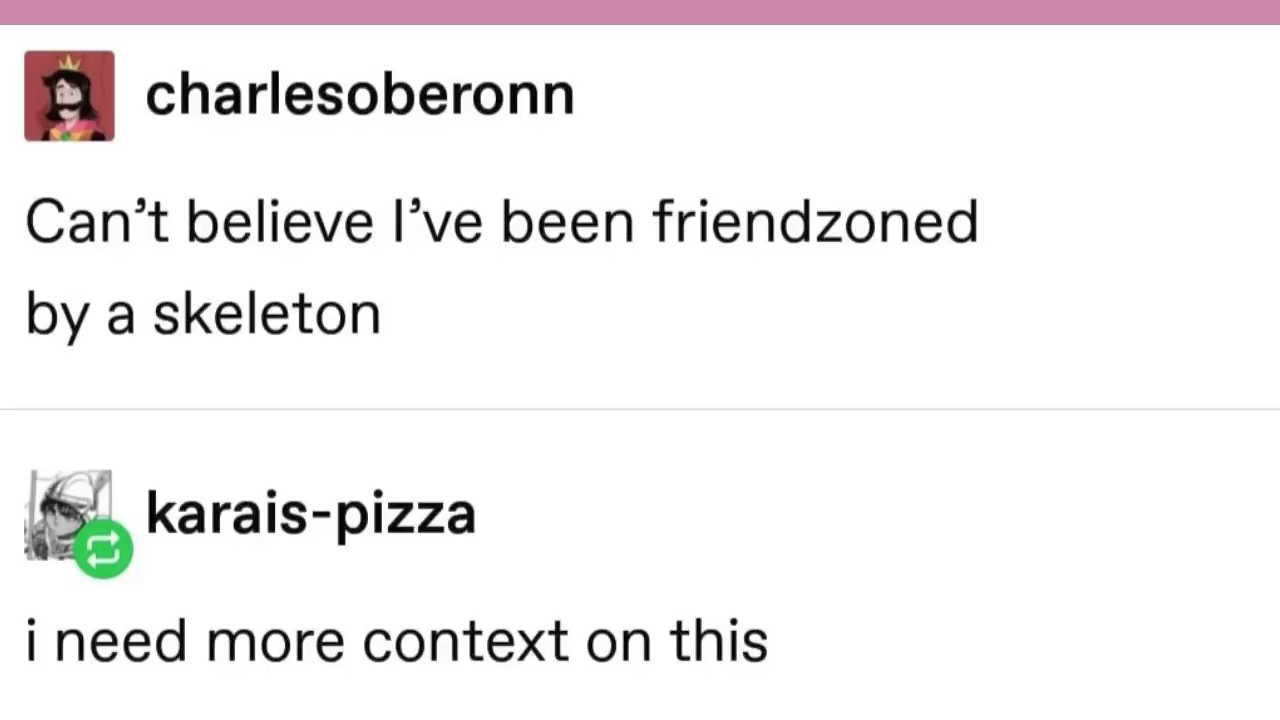 charlesoberonn
Can’t believe I’ve been friendzoned
by a skeleton
karais-pizza
i need more context on this